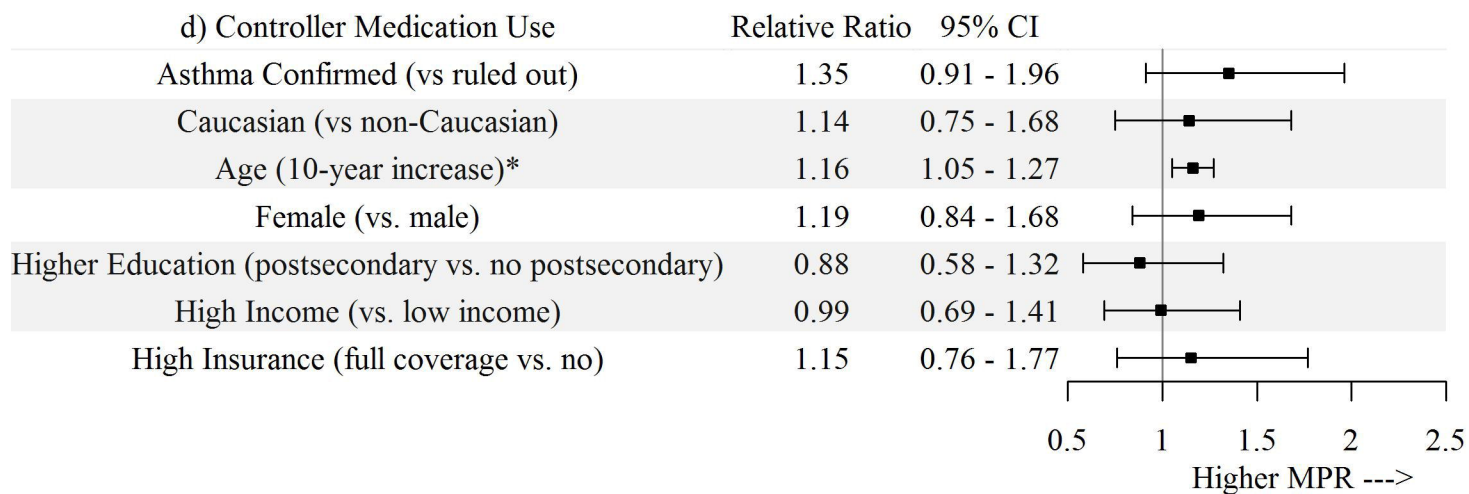 d) Controller Medication Use Relative Ratio 95% CI
Asthma Confirmed (vs ruled out) 1.35 0.91 - 1.96
Caucasian (vs non-Caucasian) 1.14 0.75 - 1.68
Age (10-year increase)* 1.16 1.05 - 1.27
Female (vs. male) 1.19 0.84 - 1.68
Higher Education (postsecondary vs. no postsecondary) 0.88 0.58 - 1.32
High Income (vs. low income) 0.99 0.69 - 1.41
High Insurance (full coverage vs. no) 1.15 0.76 - 1.77
0.5 1 1.5 2 2.5
Higher MPR --->